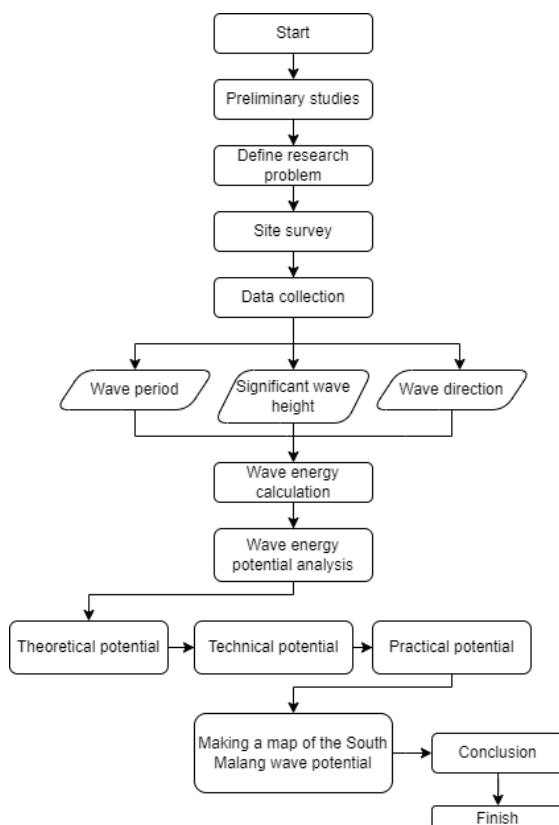 Start
Preliminary studies
Define research
problem
Site survey
Data collection
Wave period
Significant wave
height
Wave direction
Wave energy
calculation
Wave energy
potential analysis
Theoretical potential
Technical potential
Practical potential
Making a map of the South
Malang wave potential
Conclusion
Finish